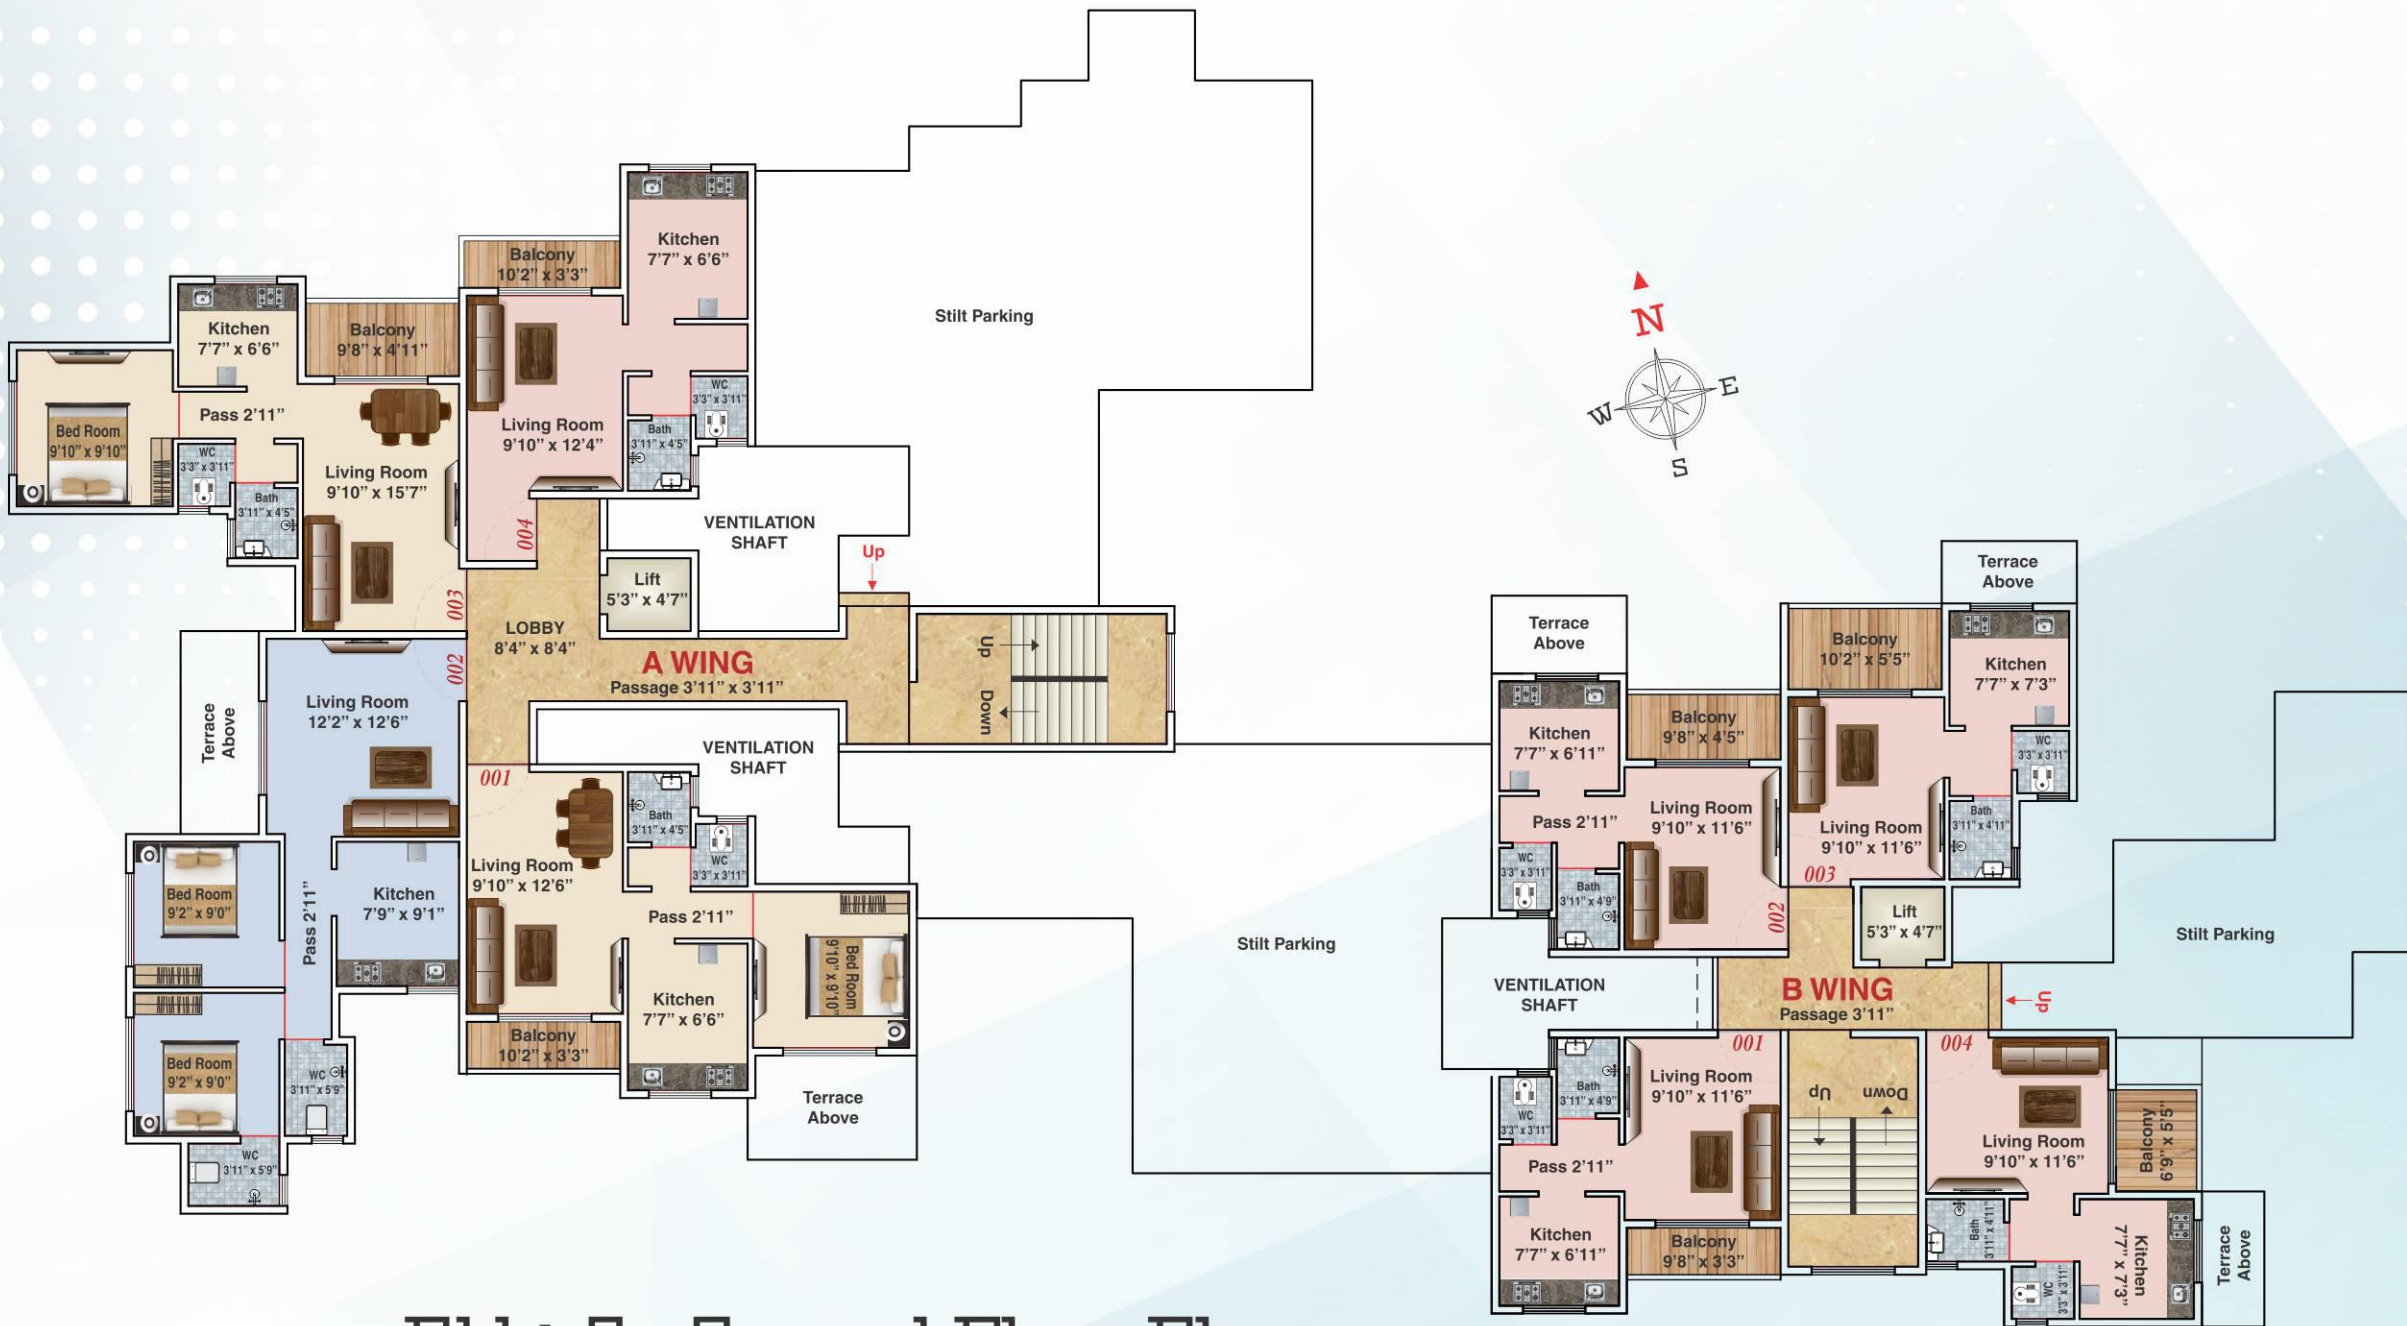 Kitchen
7'7" x 6'6"
Balcony
10'2" x 3'3"
Living Room
9'10" x 12'4"
WC
3'3" x 3'11"
Bath
3'11" x 4'5"
004
Kitchen
7'7" x 6'6"
Balcony
9'8" x 4'11"
Pass 2'11"
Bed Room
9'10" x 9'10"
WC
3'3" x 3'11"
Bath
3'11" x 4'5"
Living Room
9'10" x 15'7"
003
Stilt Parking
VENTILATION
SHAFT
Up
Lift
5'3" x 4'7"
LOBBY
8'4" x 8'4"
A WING
Passage 3'11" x 3'11"
Up
Down
002
Living Room
12'2" x 12'6"
Terrace
Above
Bed Room
9'2" x 9'0"
Pass 2'11"
Kitchen
7'9" x 9'1"
Bed Room
9'2" x 9'0"
WC
3'11" x 5'9"
WC
3'11" x 5'9"
VENTILATION
SHAFT
001
Bath
3'11" x 4'5"
WC
3'3" x 3'11"
Living Room
9'10" x 12'6"
Pass 2'11"
Bed Room
9'10" x 9'10"
Kitchen
7'7" x 6'6"
Balcony
10'2" x 3'3"
Terrace
Above
Stilt Parking
N
E
W
S
Terrace
Above
Kitchen
7'7" x 6'11"
Balcony
9'8" x 4'5"
Pass 2'11"
Living Room
9'10" x 11'6"
WC
3'3" x 3'11"
Bath
3'11" x 4'9"
002
Terrace
Above
Balcony
10'2" x 5'5"
Kitchen
7'7" x 7'3"
WC
3'3" x 3'11"
Bath
3'11" x 4'11"
Living Room
9'10" x 11'6"
003
Lift
5'3" x 4'7"
Stilt Parking
VENTILATION
SHAFT
B WING
Passage 3'11"
Up
001
Living Room
9'10" x 11'6"
Bath
3'11" x 4'9"
WC
3'3" x 3'11"
Pass 2'11"
Kitchen
7'7" x 6'11"
Balcony
9'8" x 3'3"
Up
Down
004
Living Room
9'10" x 11'6"
Balcony
6'9" x 5'5"
Bath
3'11" x 4'11"
WC
3'3" x 3'11"
Kitchen
7'7" x 7'3"
Terrace
Above